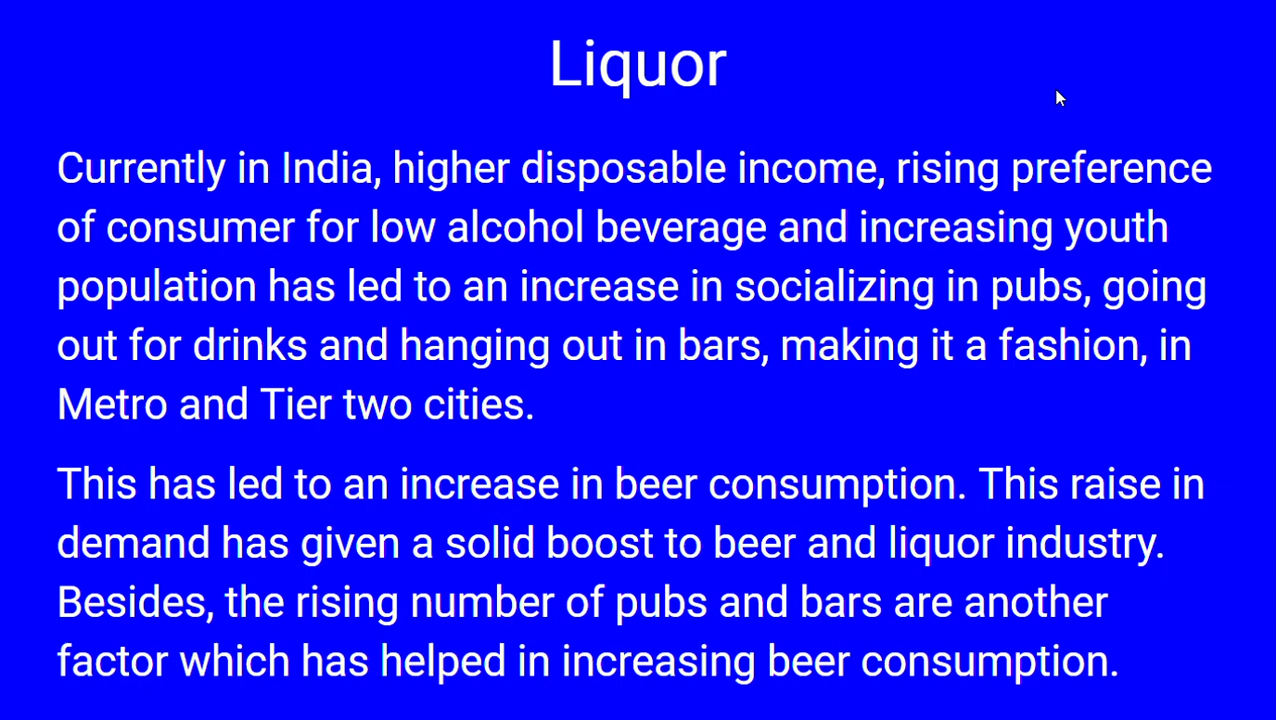 Liquor
Currently in India, higher disposable income, rising preference
of consumer for low alcohol beverage and increasing youth
population has led to an increase in socializing in pubs, going
out for drinks and hanging out in bars, making it a fashion, in
Metro and Tier two cities.
This has led to an increase in beer consumption. This raise in
demand has given a solid boost to beer and liquor industry.
Besides, the rising number of pubs and bars are another
factor which has helped in increasing beer consumption.